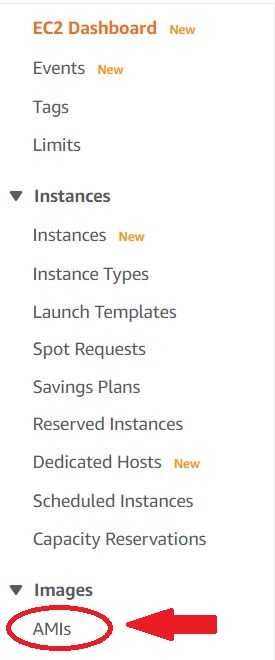 EC2 Dashboard New
Events New
Tags
Limits
Instances
Instances New
Instance Types
Launch Templates
Spot Requests
Savings Plans
Reserved Instances
Dedicated Hosts New
Scheduled Instances
Capacity Reservations
Images
AMIs